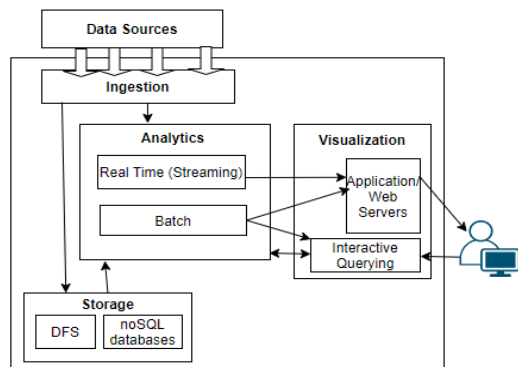 Data Sources
Ingestion
Analytics
Real Time (Streaming)
Batch
Visualization
Application/
Web
Servers
Interactive
Querying
Storage
DFS
noSQL
databases